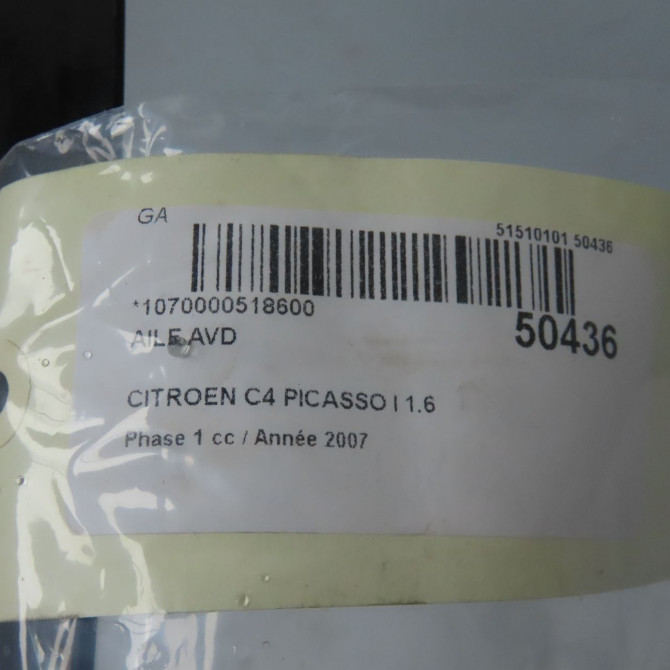 GA
51510101 50436
*1070000518600
50436
AILE AVD
CITROEN C4 PICASSO I 1.6
Phase 1 cc / Année 2007